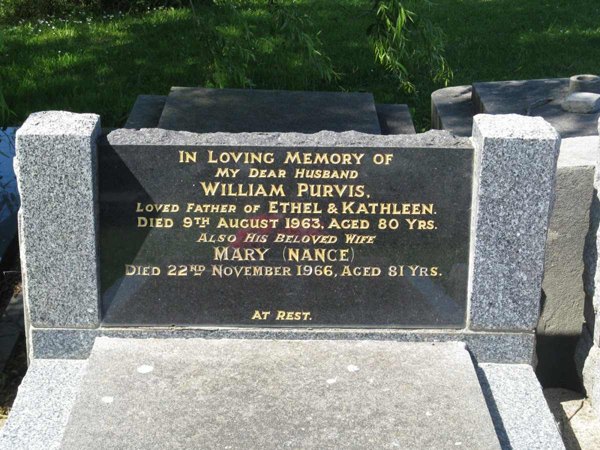 In Loving Memory of
My Dear Husband
William Purvis,
Loved Father of Ethel & Kathleen.
Died 9th August 1963, Aged 80 Yrs.
Also His Beloved Wife
Mary (Nance)
Died 22nd November 1966, Aged 81 Yrs.
At Rest.